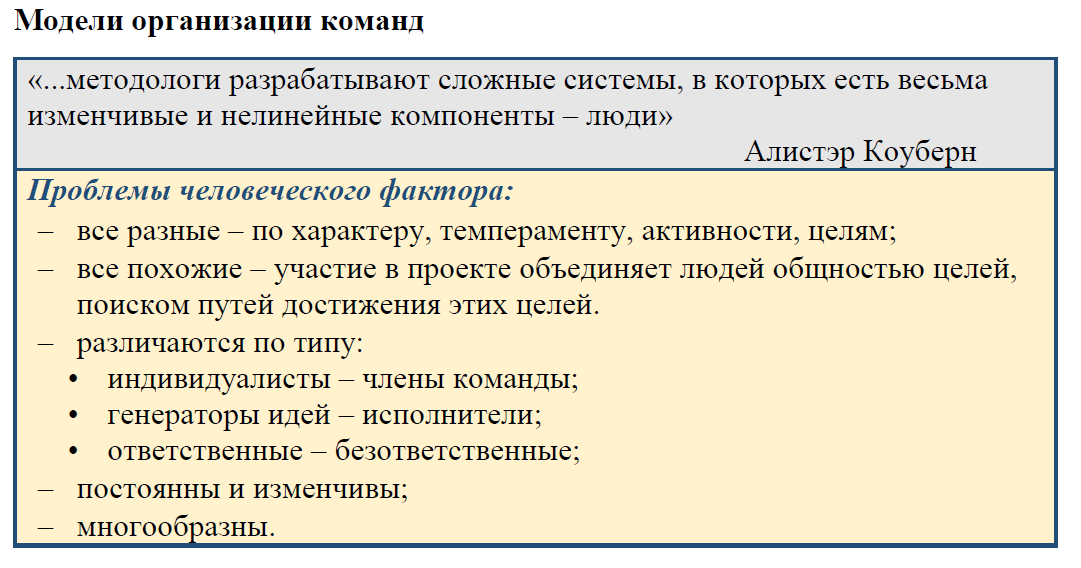 Модели организации команд
«...методологи разрабатывают сложные системы, в которых есть весьма
изменчивые и нелинейные компоненты – люди»
Алистэр Коуберн
Проблемы человеческого фактора:
– все разные – по характеру, темпераменту, активности, целям;
– все похожие – участие в проекте объединяет людей общностью целей,
поиском путей достижения этих целей.
– различаются по типу:
• индивидуалисты – члены команды;
• генераторы идей – исполнители;
• ответственные – безответственные;
– постоянны и изменчивы;
– многообразны.